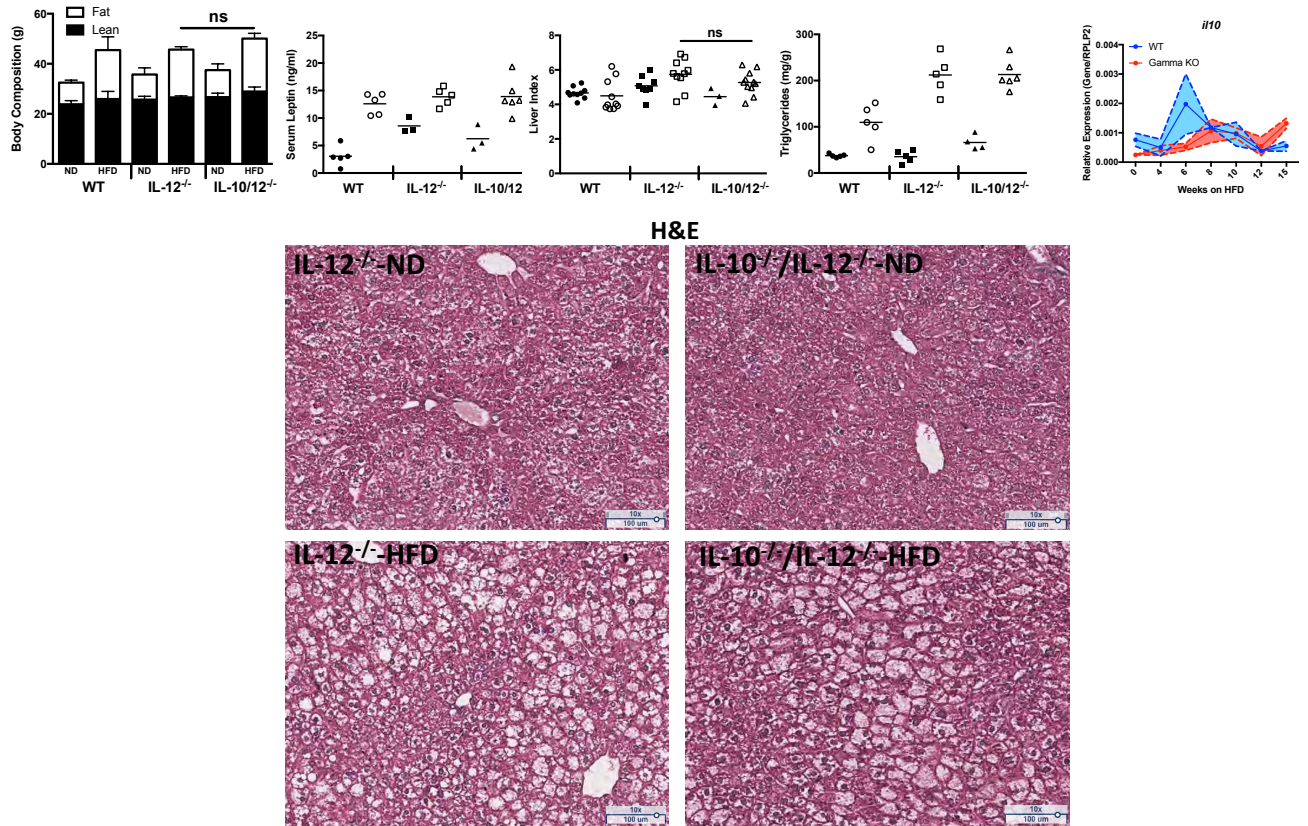 Fat
Lean
ns
Body Composition (g)
60
40
20
0
ND HFD ND HFD ND HFD
WT IL-12-/- IL-10/12-/-
Serum Leptin (ng/ml)
25
20
15
10
5
0
WT IL-12-/- IL-10/12
ns
Liver Index
10
8
6
4
2
0
WT IL-12-/- IL-10/12-/-
Triglycerides (mg/g)
300
200
100
0
WT IL-12-/- IL-10/12-/-
il10
WT
Gamma KO
Relative Expression (Gene/RPLP2)
0.004
0.003
0.002
0.001
0.000
0 4 6 8 10 12 15
Weeks on HFD
H&E
IL-12-/--ND
10x
100 um
IL-10-/-/IL-12-/--ND
10x
100 um
IL-12-/--HFD
10x
100 um
IL-10-/-/IL-12-/--HFD
10x
100 um